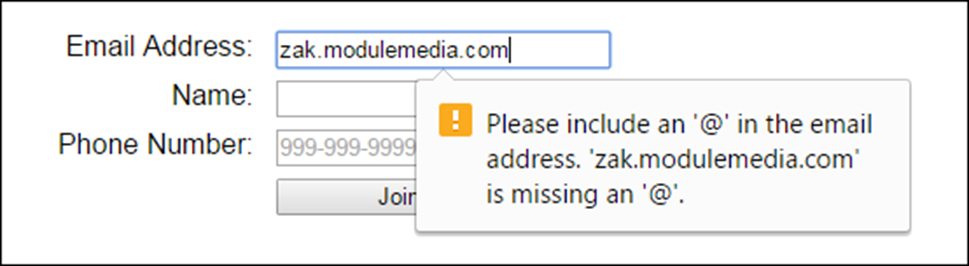 Email Address: zak.modulemedia.com
Name:
Phone Number: 999-999-9999
Join
Please include an '@' in the email
address. 'zak.modulemedia.com'
is missing an '@'.